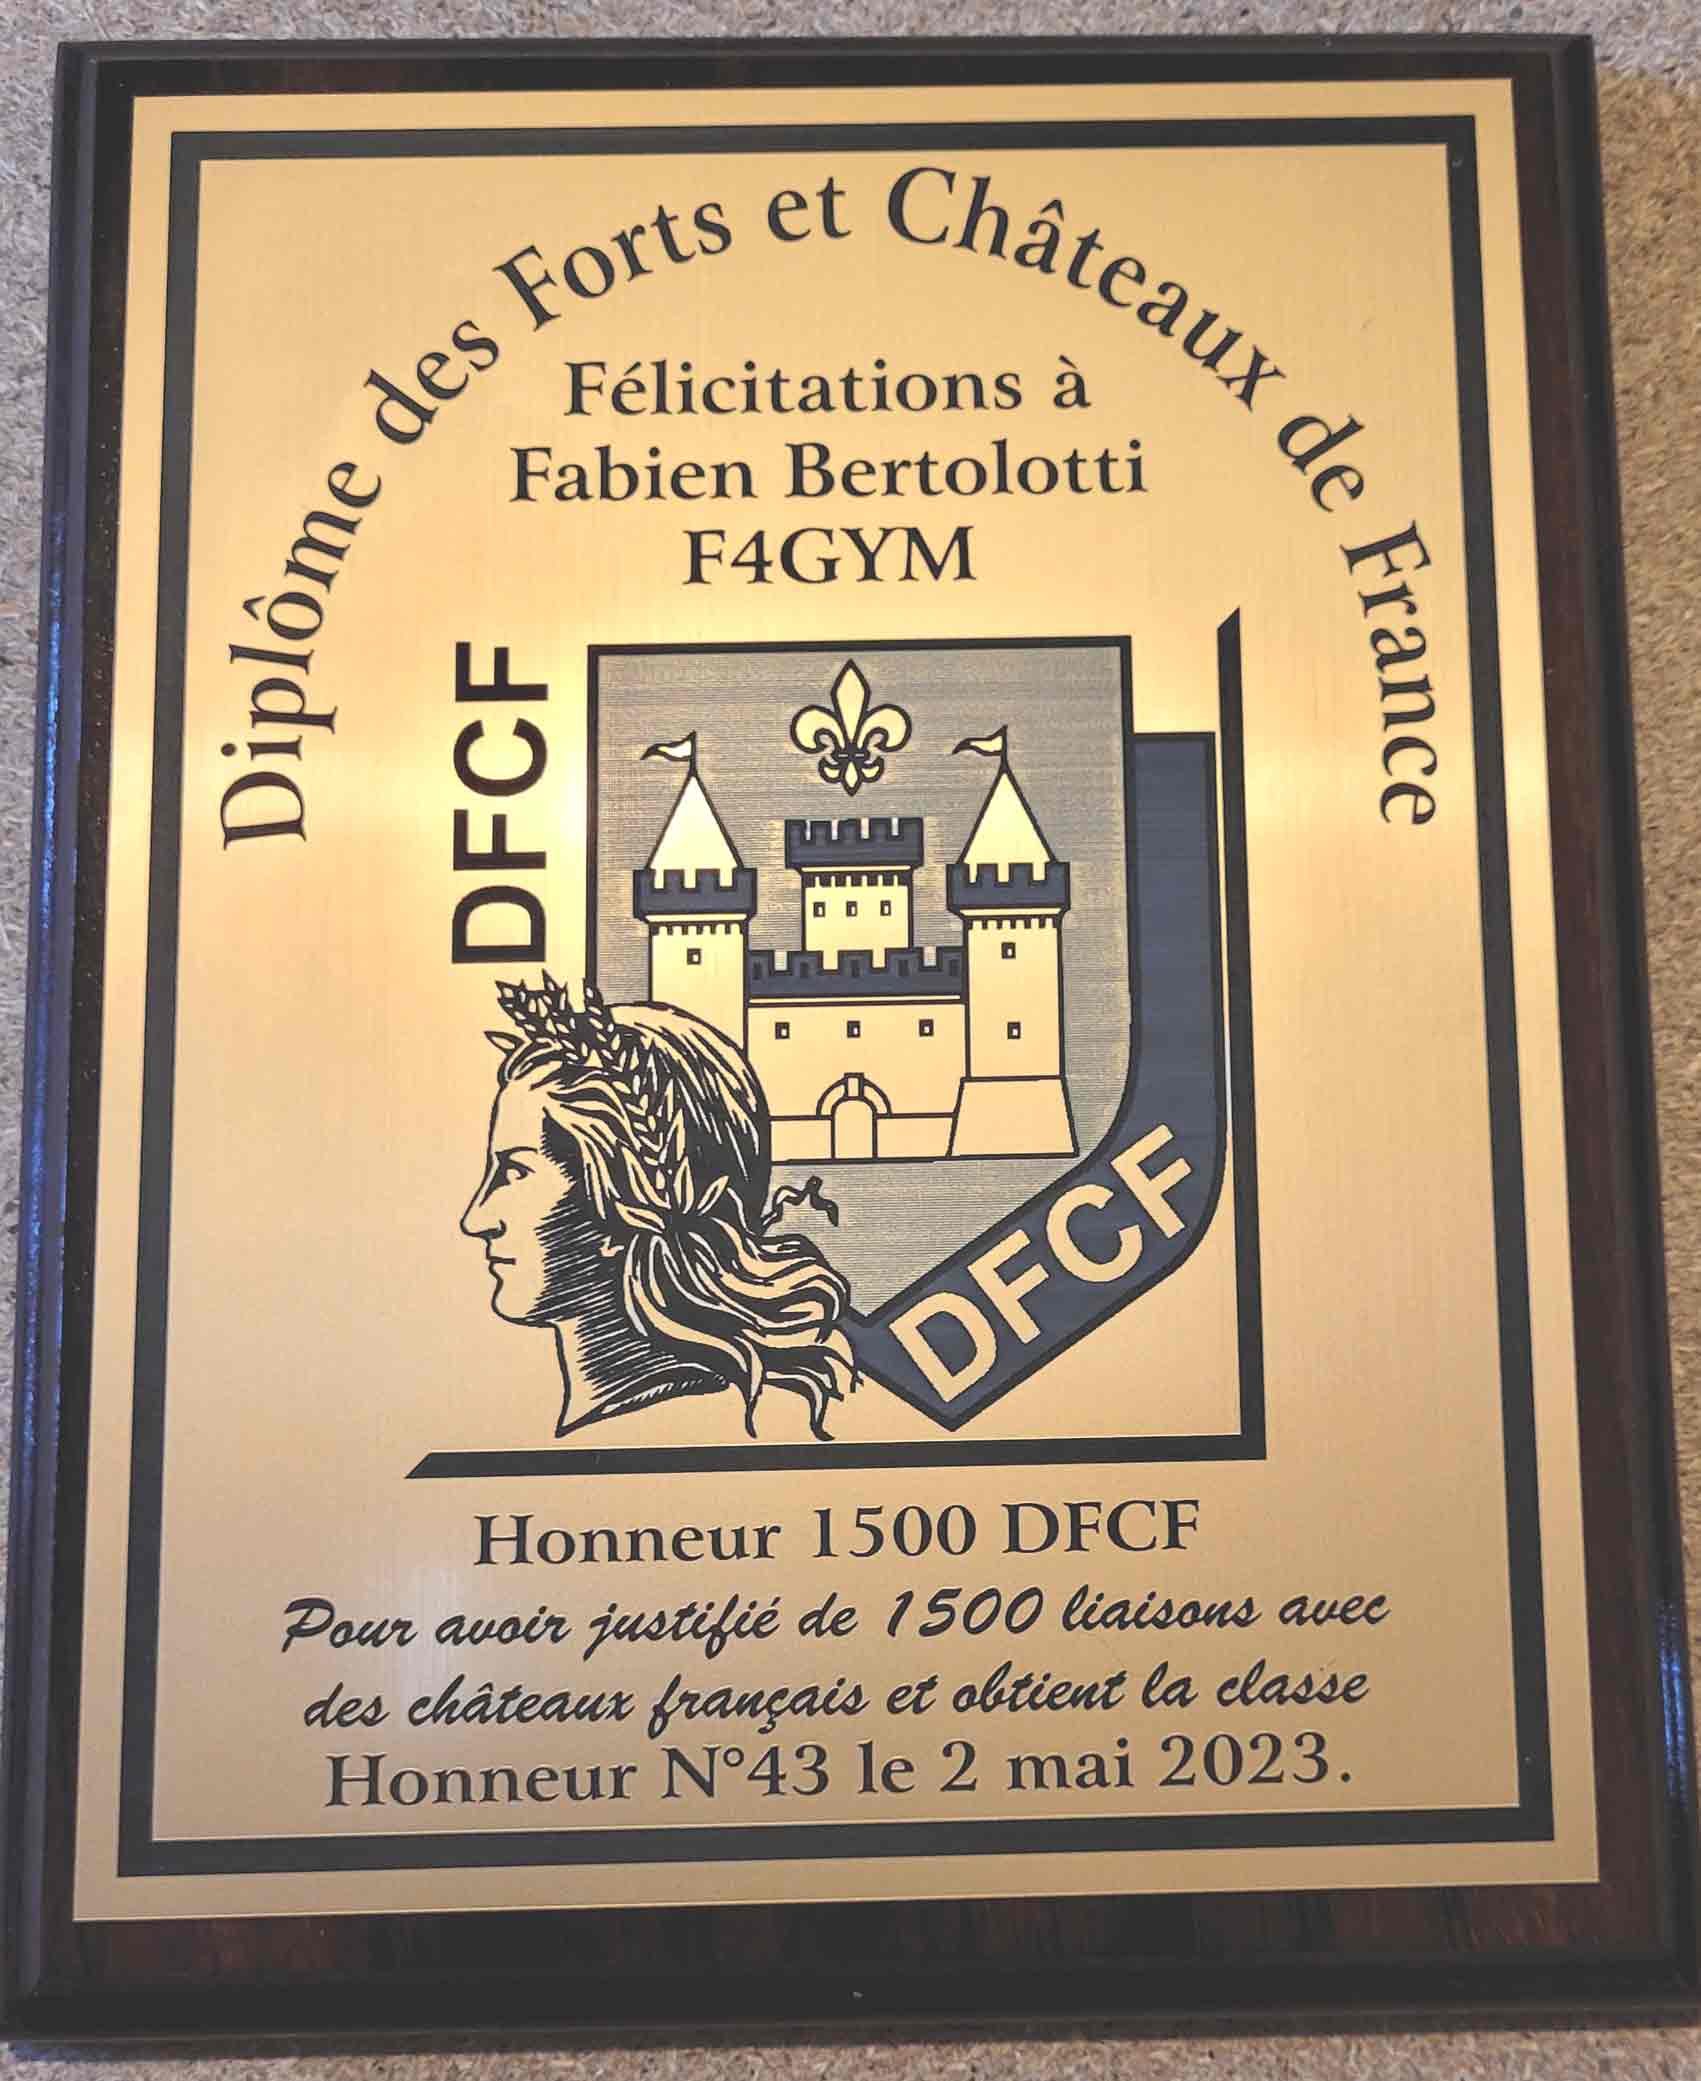 Diplôme des Forts et Châteaux de France
Félicitations à
Fabien Bertolotti
F4GYM
DFCF
DFCF
Honneur 1500 DFCF
Pour avoir justifié de 1500 liaisons avec
des châteaux français et obtient la classe
Honneur N°43 le 2 mai 2023.